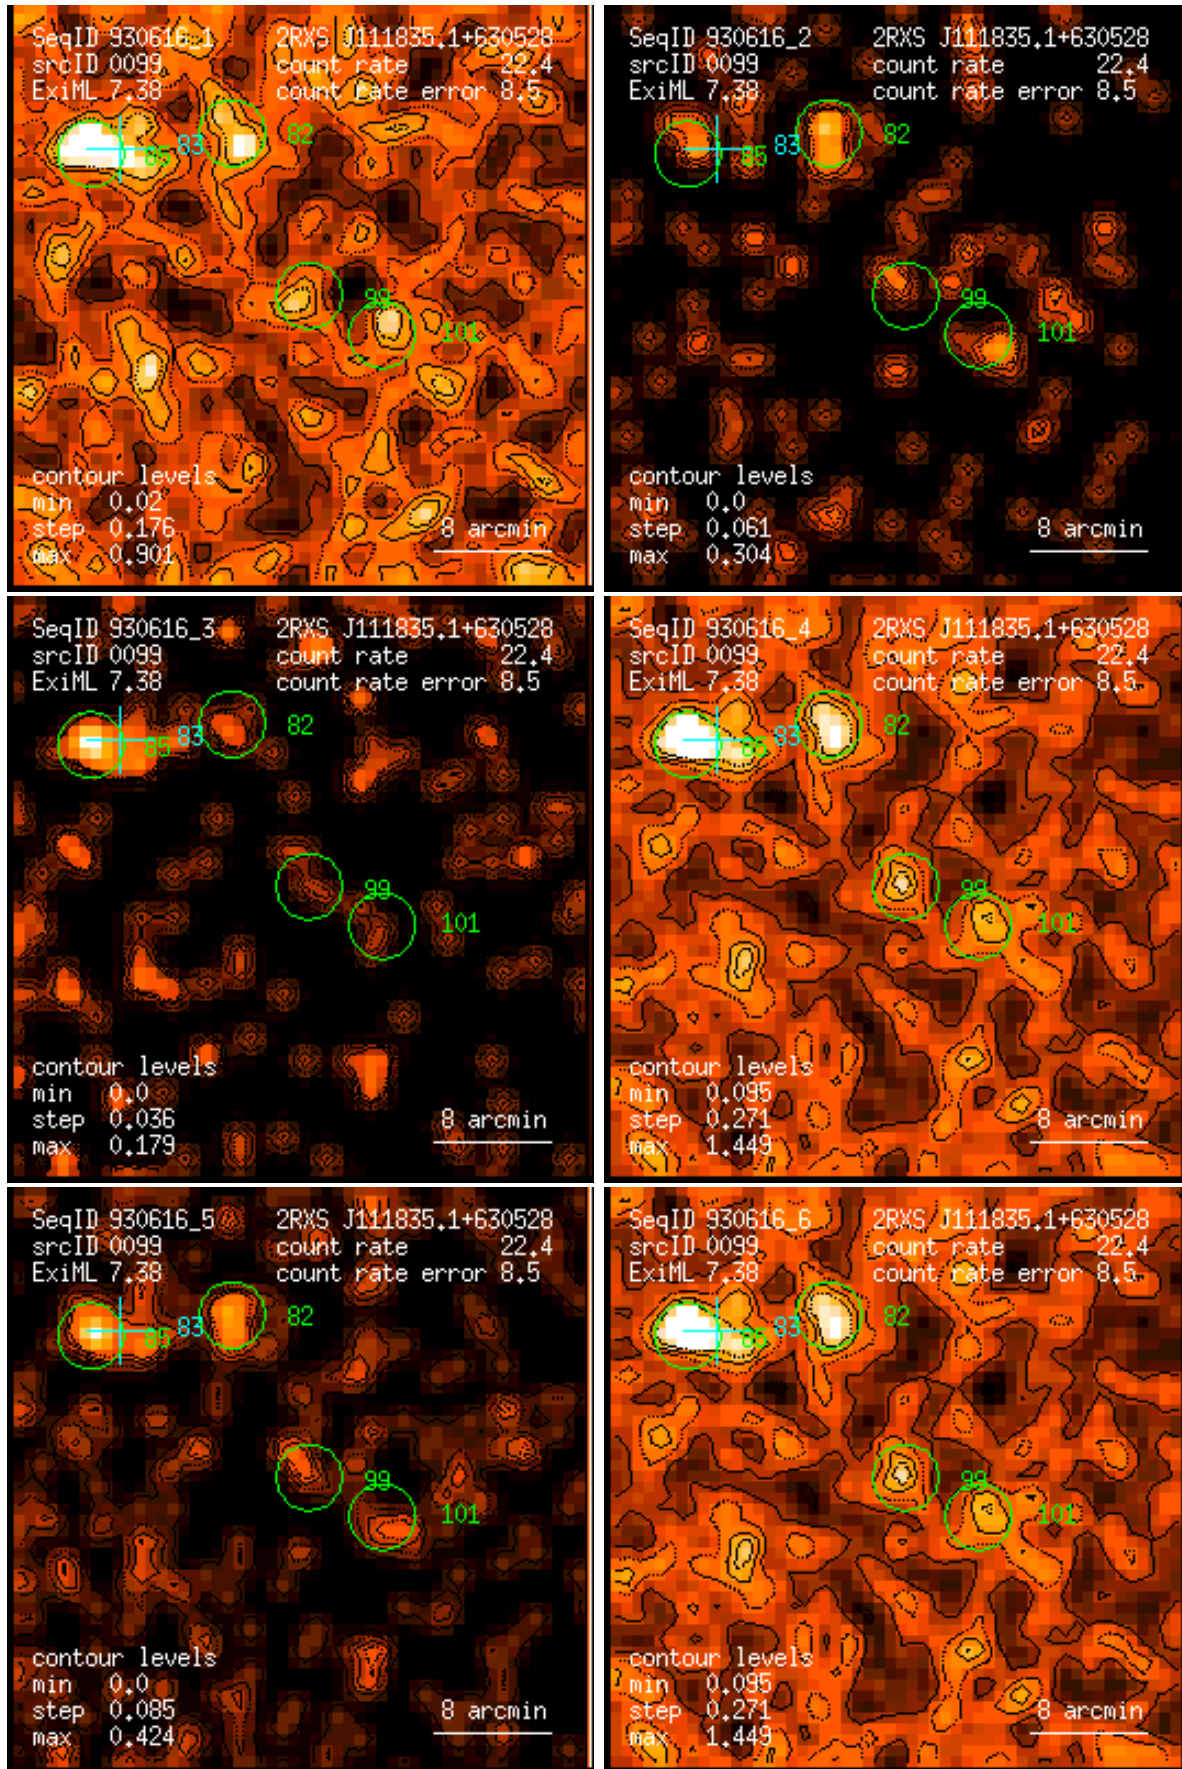 SeqID 930616_1 2RXS J111835.1+630528
srcID 0099 count rate 22.4
ExiML 7.38 count rate error 8.5
82
83
85
99
101
contour levels
min 0.02
step 0.176 8 arcmin
max 0.901
SeqID 930616_2 2RXS J111835.1+630528
srcID 0099 count rate 22.4
ExiML 7.38 count rate error 8.5
82
83
85
99
101
contour levels
min 0.0
step 0.061 8 arcmin
max 0.304
SeqID 930616_3 2RXS J111835.1+630528
srcID 0099 count rate 22.4
ExiML 7.38 count rate error 8.5
82
83
85
99
101
contour levels
min 0.0
step 0.036 8 arcmin
max 0.179
SeqID 930616_4 2RXS J111835.1+630528
srcID 0099 count rate 22.4
ExiML 7.38 count rate error 8.5
82
83
85
99
101
contour levels
min 0.095
step 0.271 8 arcmin
max 1.449
SeqID 930616_5 2RXS J111835.1+630528
srcID 0099 count rate 22.4
ExiML 7.38 count rate error 8.5
82
83
85
99
101
contour levels
min 0.0
step 0.085 8 arcmin
max 0.424
SeqID 930616_6 2RXS J111835.1+630528
srcID 0099 count rate 22.4
ExiML 7.38 count rate error 8.5
82
83
85
99
101
contour levels
min 0.095
step 0.271 8 arcmin
max 1.449